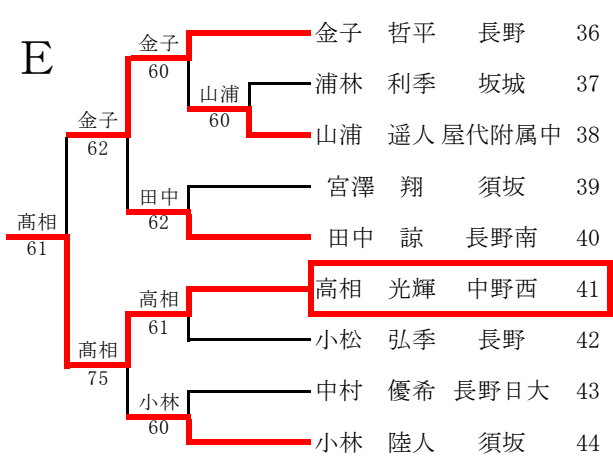 E
金子 哲平 長野 36
金子
60
浦林 利季 坂城 37
山浦
60
山浦 遥人 屋代附属中 38
金子
62
宮澤 翔 須坂 39
田中
62
田中 諒 長野南 40
髙相
61
高相 光輝 中野西 41
高相
61
小松 弘季 長野 42
髙相
75
中村 優希 長野日大 43
小林
60
小林 陸人 須坂 44